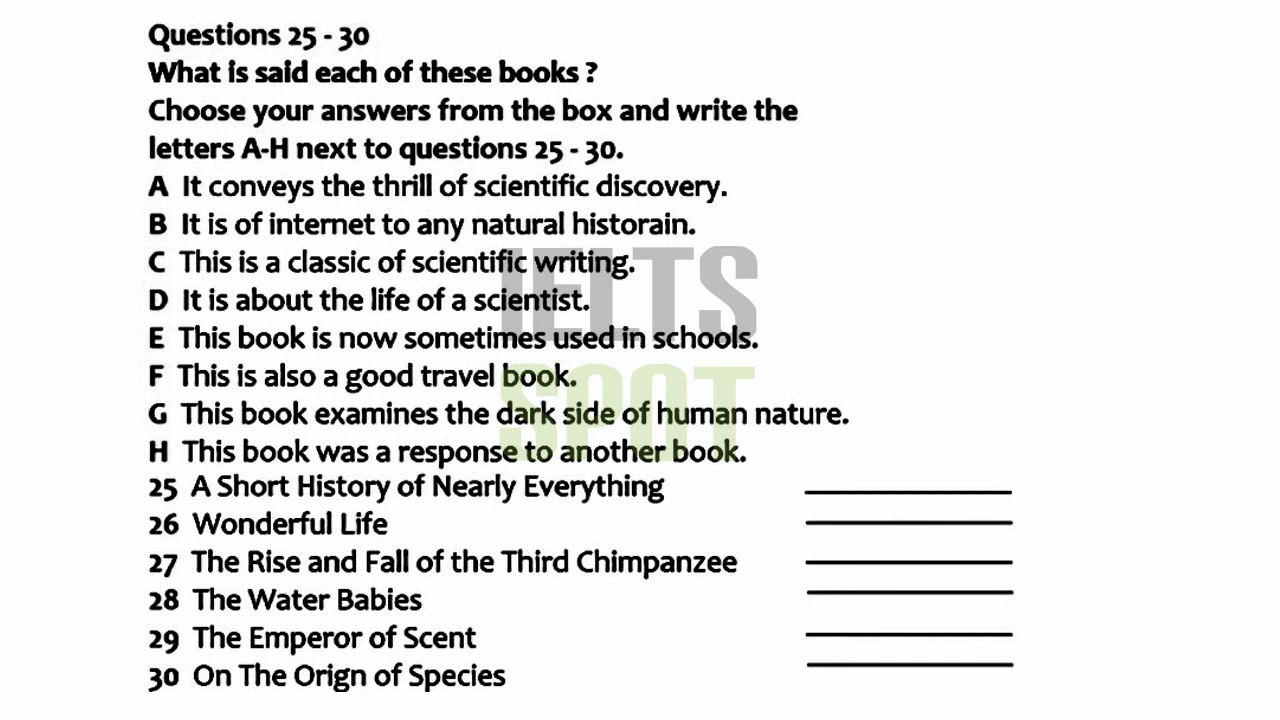 Questions 25 - 30
What is said each of these books ?
Choose your answers from the box and write the
letters A-H next to questions 25 - 30.
A It conveys the thrill of scientific discovery.
B It is of internet to any natural historain.
C This is a classic of scientific writing.
D It is about the life of a scientist.
E This book is now sometimes used in schools.
F This is also a good travel book.
G This book examines the dark side of human nature.
H This book was a response to another book.
25 A Short History of Nearly Everything
26 Wonderful Life
27 The Rise and Fall of the Third Chimpanzee
28 The Water Babies
29 The Emperor of Scent
30 On The Orign of Species
IELTS
SPOT